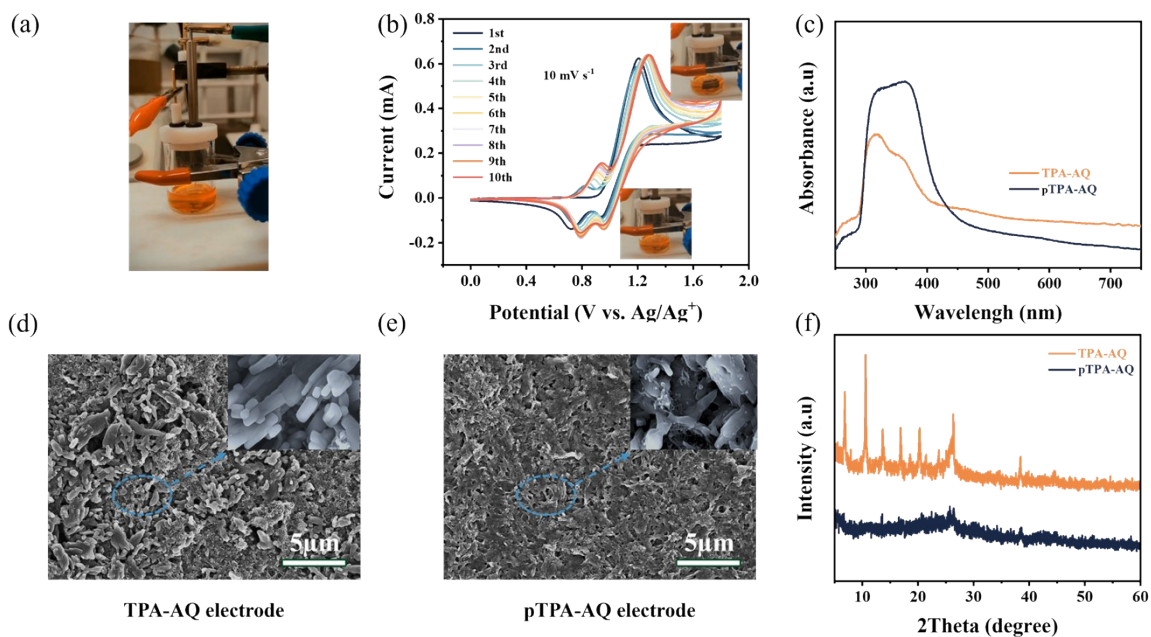 (a)
(b)
0.8
0.6
0.4
0.2
0.0
-0.2
Current (mA)
1st
2nd
3rd
4th
5th
6th
7th
8th
9th
10th
10 mV s⁻¹
0.0 0.4 0.8 1.2 1.6 2.0
Potential (V vs. Ag/Ag⁺)
(c)
Absorbance (a.u)
TPA-AQ
pTPA-AQ
300 400 500 600 700
Wavelengh (nm)
(d)
5μm
TPA-AQ electrode
(e)
5μm
pTPA-AQ electrode
(f)
Intensity (a.u)
TPA-AQ
pTPA-AQ
10 20 30 40 50 60
2Theta (degree)